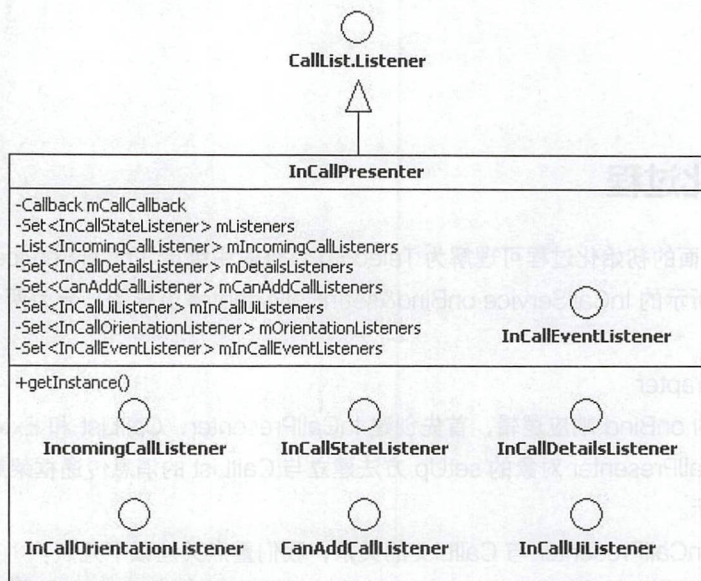 CallList.Listener
InCallPresenter
-Callback mCallCallback
-Set<InCallStateListener> mListeners
-List<IncomingCallListener> mIncomingCallListeners
-Set<InCallDetailsListener> mDetailsListeners
-Set<CanAddCallListener> mCanAddCallListeners
-Set<InCallUiListener> mInCallUiListeners
-Set<InCallOrientationListener> mOrientationListeners
-Set<InCallEventListener> mInCallEventListeners
InCallEventListener
+getInstance()
IncomingCallListener
InCallStateListener
InCallDetailsListener
InCallOrientationListener
CanAddCallListener
InCallUiListener